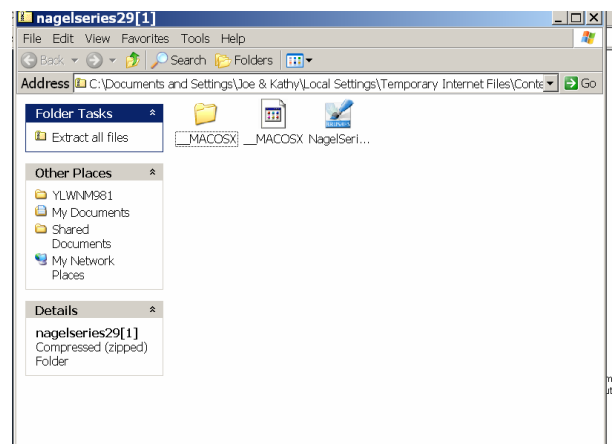 nagelseries29[1]
File Edit View Favorites Tools Help
Back Search Folders
Address C:\Documents and Settings\Joe & Kathy\Local Settings\Temporary Internet Files\Conte Go
Folder Tasks
Extract all files
__MACOSX __MACOSX NagelSeri...
Other Places
YLWNM981
My Documents
Shared
Documents
My Network
Places
Details
nagelseries29[1]
Compressed (zipped)
Folder